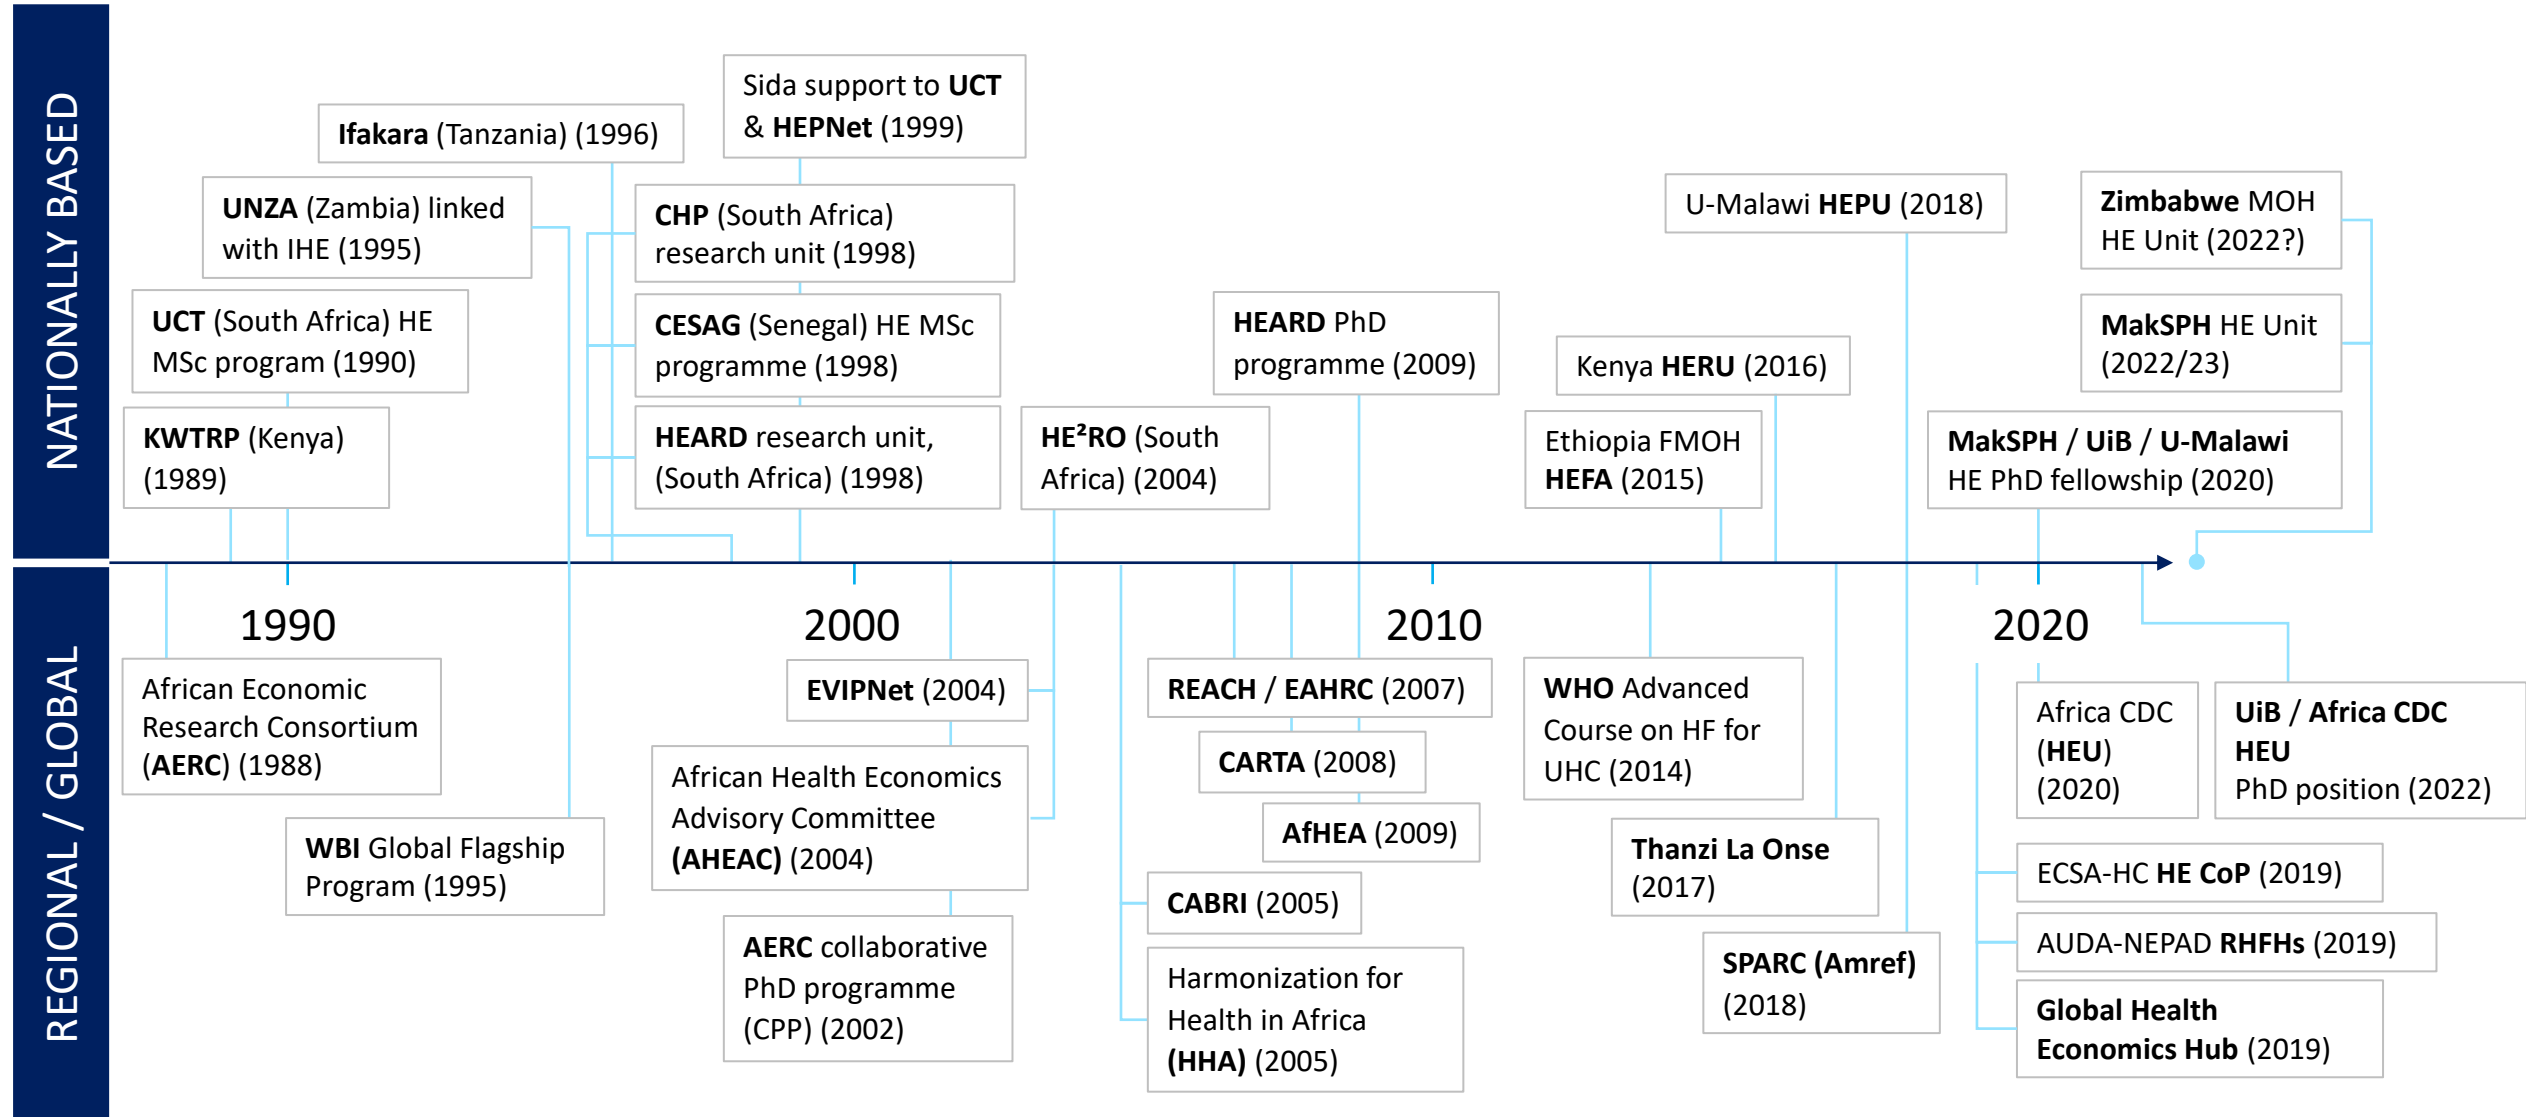 NATIONALLY BASED
Sida support to UCT
& HEPNet (1999)
Ifakara (Tanzania) (1996)
UNZA (Zambia) linked
with IHE (1995)
CHP (South Africa)
research unit (1998)
U-Malawi HEPU (2018)
Zimbabwe MOH
HE Unit (2022?)
UCT (South Africa) HE
MSc program (1990)
CESAG (Senegal) HE MSc
programme (1998)
HEARD PhD
programme (2009)
Kenya HERU (2016)
MakSPH HE Unit
(2022/23)
KWTRP (Kenya)
(1989)
HEARD research unit,
(South Africa) (1998)
HE²RO (South
Africa) (2004)
Ethiopia FMOH
HEFA (2015)
MakSPH / UiB / U-Malawi
HE PhD fellowship (2020)
1990
2000
2010
2020
REGIONAL / GLOBAL
African Economic
Research Consortium
(AERC) (1988)
WBI Global Flagship
Program (1995)
EVIPNet (2004)
African Health Economics
Advisory Committee
(AHEAC) (2004)
AERC collaborative
PhD programme
(CPP) (2002)
REACH / EAHRC (2007)
CARTA (2008)
AfHEA (2009)
CABRI (2005)
Harmonization for
Health in Africa
(HHA) (2005)
WHO Advanced
Course on HF for
UHC (2014)
Thanzi La Onse
(2017)
SPARC (Amref)
(2018)
Africa CDC
(HEU)
(2020)
UiB / Africa CDC
HEU
PhD position (2022)
ECSA-HC HE CoP (2019)
AUDA-NEPAD RHFHs (2019)
Global Health
Economics Hub (2019)